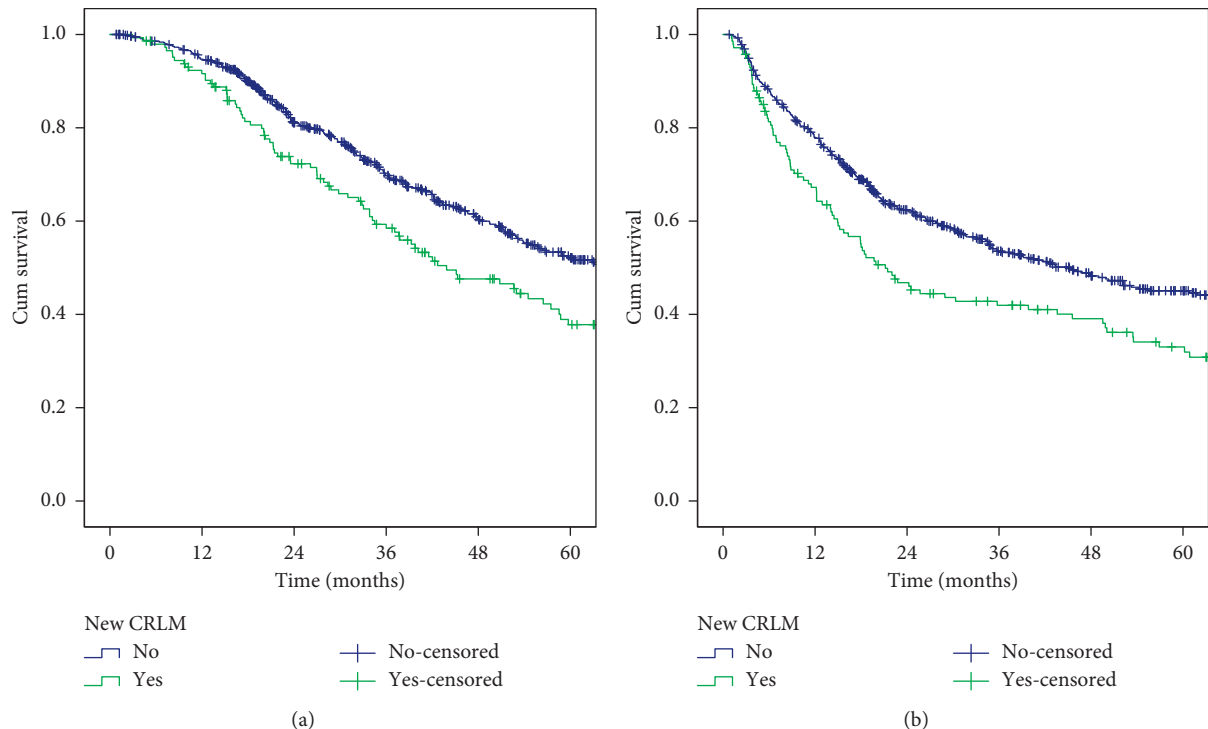 1.0
0.8
0.6
0.4
0.2
0.0
Cum survival
0 12 24 36 48 60
Time (months)
New CRLM
No
Yes
No-censored
Yes-censored
(a)
1.0
0.8
0.6
0.4
0.2
0.0
Cum survival
0 12 24 36 48 60
Time (months)
New CRLM
No
Yes
No-censored
Yes-censored
(b)